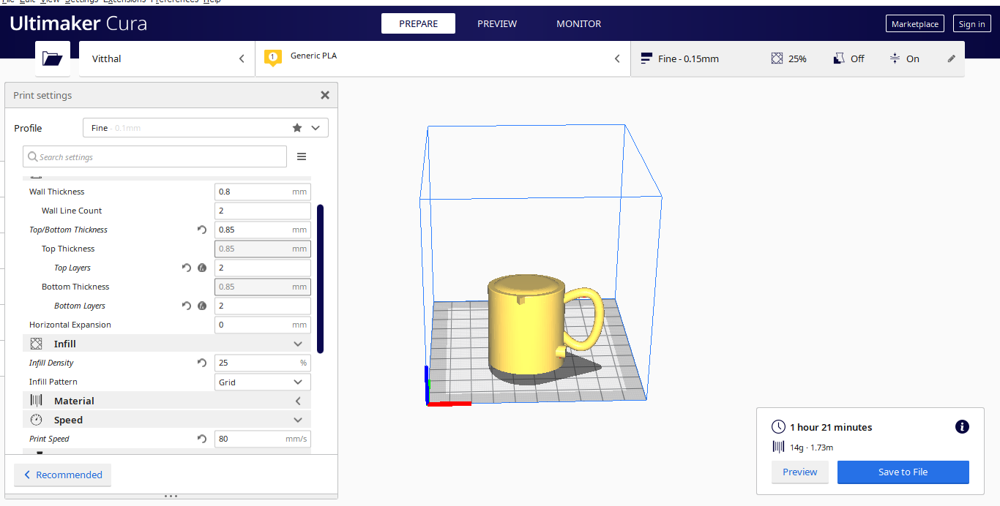 File Edit View Settings Extensions Preferences Help
Ultimaker Cura
PREPARE
PREVIEW
MONITOR
Marketplace
Sign in
Vitthal
1
Generic PLA
Fine - 0.15mm
25%
Off
On
Print settings
Profile
Fine - 0.1mm
Search settings
Wall Thickness 0.8 mm
Wall Line Count 2
Top/Bottom Thickness 0.85 mm
Top Thickness 0.85 mm
Top Layers 2
Bottom Thickness 0.85 mm
Bottom Layers 2
Horizontal Expansion 0 mm
Infill
Infill Density 25 %
Infill Pattern Grid
Material
Speed
Print Speed 80 mm/s
Recommended
1 hour 21 minutes
14g · 1.73m
Preview
Save to File